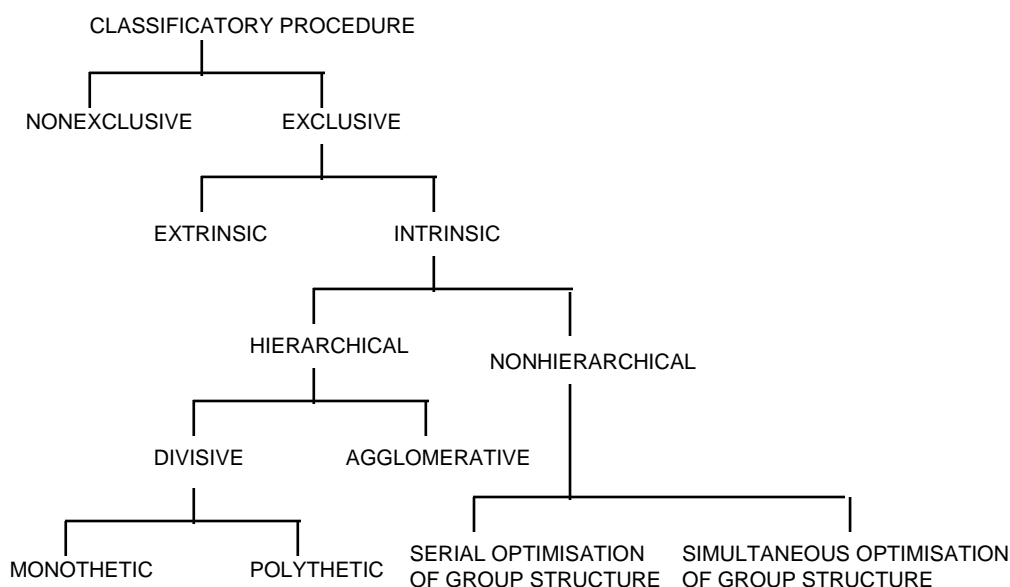 CLASSIFICATORY PROCEDURE
NONEXCLUSIVE
EXCLUSIVE
EXTRINSIC
INTRINSIC
HIERARCHICAL
NONHIERARCHICAL
DIVISIVE
AGGLOMERATIVE
MONOTHETIC
POLYTHETIC
SERIAL OPTIMISATION
OF GROUP STRUCTURE
SIMULTANEOUS OPTIMISATION
OF GROUP STRUCTURE